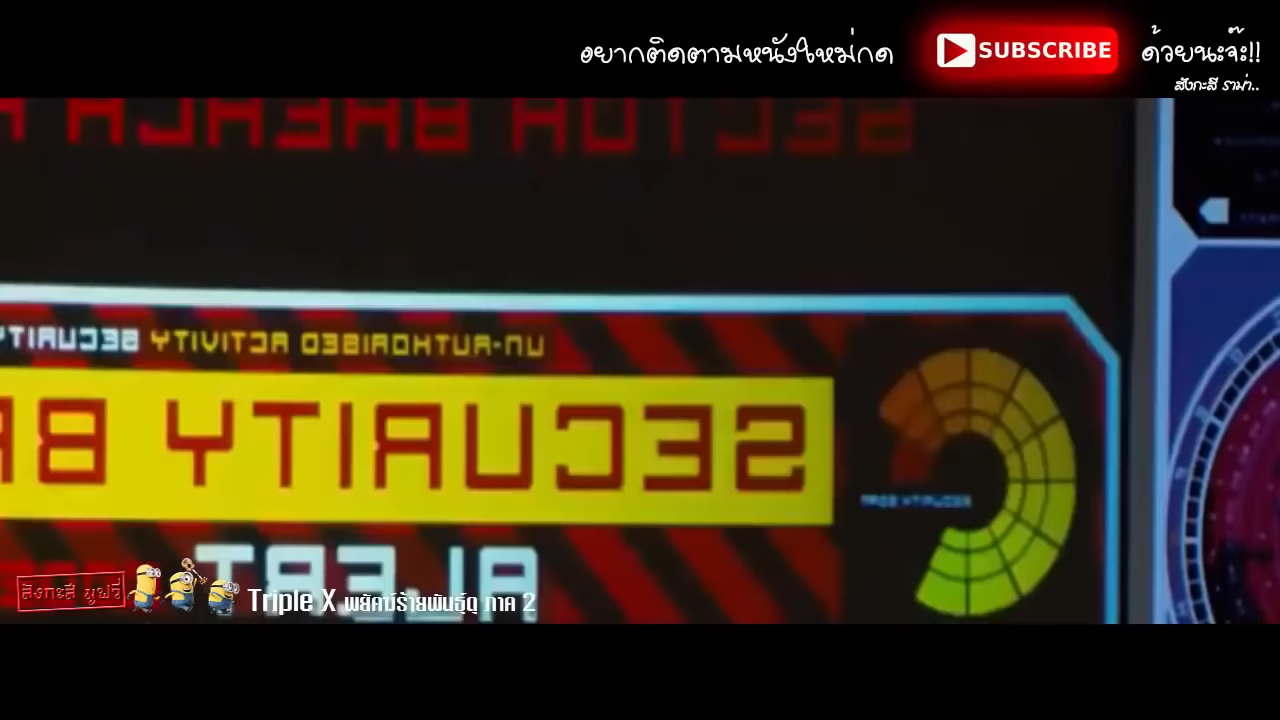 อยากติดตามหนังใหม่กด SUBSCRIBE ด้วยนะจ๊ะ!!
สังกะสี ราม่า..
SECTOR BREACH
UN-AUTHORISED ACTIVITY SECURITY
SECURITY BR
ALERT
สังกะสี มูฟวี่
Triple X พยัคฆ์ร้ายพันธุ์ดุ ภาค 2